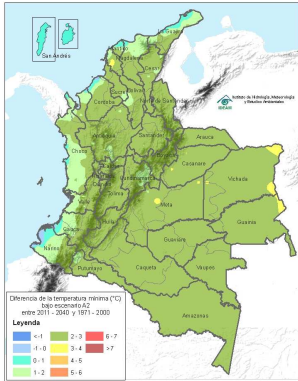 San Andrés
La Guajira
Atlántico
Magdalena
Cesar
Sucre
Bolívar
Córdoba
Norte de Santander
IDEAM
Instituto de Hidrología, Meteorología
y Estudios Ambientales
Antioquia
Santander
Arauca
Chocó
Boyacá
Casanare
Cundinamarca
Vichada
Tolima
Meta
Valle
Cauca
Huila
Guainía
Guaviare
Nariño
Putumayo
Caquetá
Vaupés
Amazonas
Diferencia de la temperatura mínima (°C)
bajo escenario A2
entre 2011 - 2040 y 1971 - 2000
Leyenda
<-1 2 - 3 6 - 7
-1 - 0 3 - 4 >7
0 - 1 4 - 5
1 - 2 5 - 6